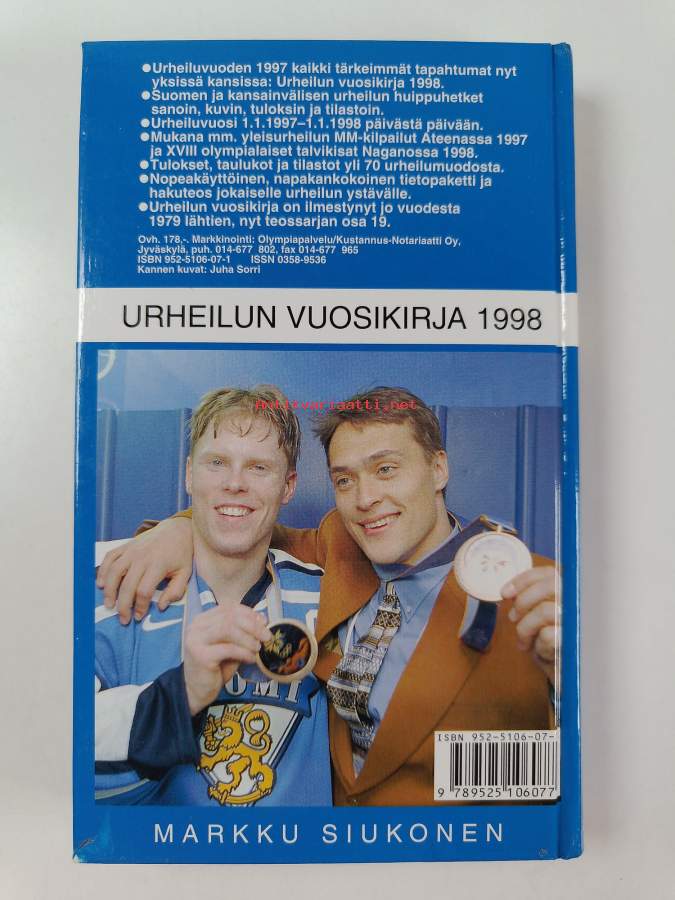 ●Urheiluvuoden 1997 kaikki tärkeimmät tapahtumat nyt
yksissä kansissa: Urheilun vuosikirja 1998.
●Suomen ja kansainvälisen urheilun huippuhetket
sanoin, kuvin, tuloksin ja tilastoin.
●Urheiluvuosi 1.1.1997–1.1.1998 päivästä päivään.
●Mukana mm. yleisurheilun MM-kilpailut Ateenassa 1997
ja XVIII olympialaiset talvikisat Naganossa 1998.
●Tulokset, taulukot ja tilastot yli 70 urheilumuodosta.
●Nopeakäyttöinen, napakankokoinen tietopaketti ja
hakuteos jokaiselle urheilun ystävälle.
●Urheilun vuosikirja on ilmestynyt jo vuodesta
1979 lähtien, nyt teossarjan osa 19.
Ovh. 178,-. Markkinointi: Olympiapalvelu/Kustannus-Notariaatti Oy,
Jyväskylä, puh. 014-677 802, fax 014-677 965
ISBN 952-5106-07-1 ISSN 0358-9536
Kannen kuvat: Juha Sorri
URHEILUN VUOSIKIRJA 1998
antikvariaatti.net
OMI
ISBN 952-5106-07-
9 789525 106077
MARKKU SIUKONEN